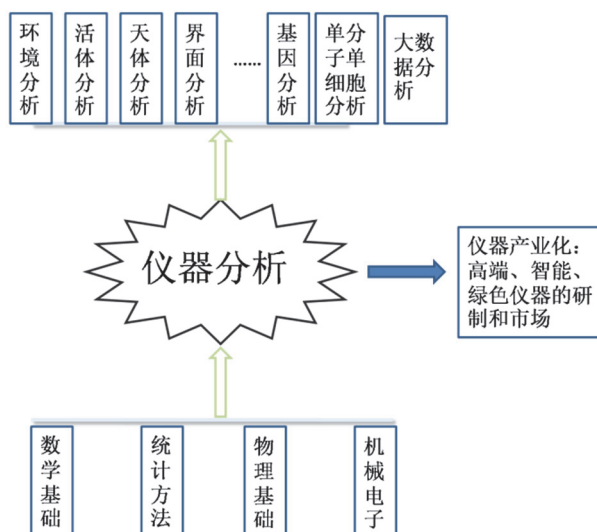 环境分析
活体分析
天体分析
界面分析
……
基因分析
单分
子单
细胞
分析
大数
据分
析
仪器分析
仪器产业化：
高端、智能、
绿色仪器的研
制和市场
数学基础
统计方法
物理基础
机械电子